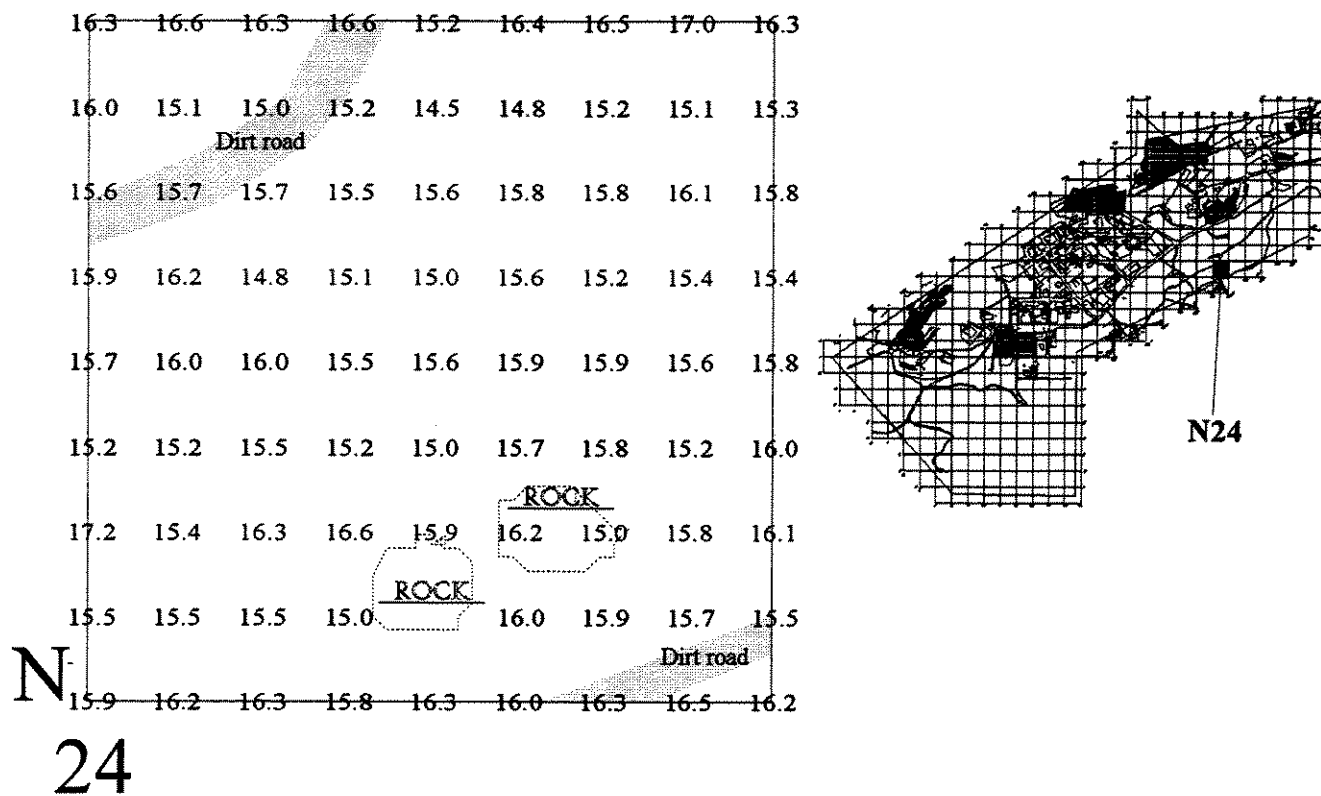 16.3 16.6 16.3 16.6 15.2 16.4 16.5 17.0 16.3
16.0 15.1 15.0 15.2 14.5 14.8 15.2 15.1 15.3
Dirt road
15.6 15.7 15.7 15.5 15.6 15.8 15.8 16.1 15.8
15.9 16.2 14.8 15.1 15.0 15.6 15.2 15.4 15.4
15.7 16.0 16.0 15.5 15.6 15.9 15.9 15.6 15.8
N24
15.2 15.2 15.5 15.2 15.0 15.7 15.8 15.2 16.0
ROCK
17.2 15.4 16.3 16.6 15.9 16.2 15.0 15.8 16.1
ROCK
15.5 15.5 15.5 15.0 16.0 15.9 15.7 15.5
Dirt road
N
15.9 16.2 16.3 15.8 16.3 16.0 16.3 16.5 16.2
24